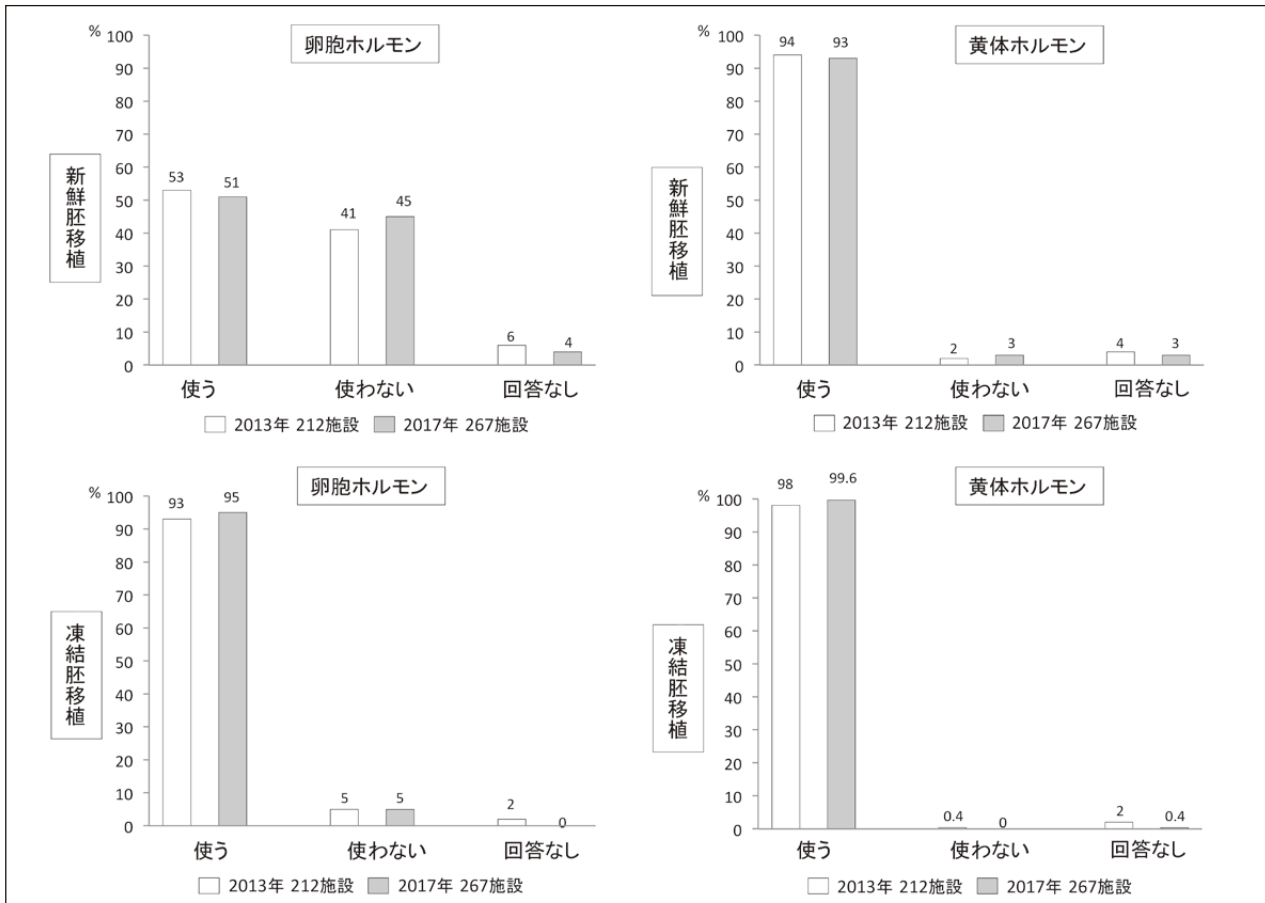 卵胞ホルモン
新鮮胚移植
%
100
90
80
70
60
50
40
30
20
10
0
53
51
41
45
6
4
使う
使わない
回答なし
2013年 212施設
2017年 267施設
黄体ホルモン
新鮮胚移植
%
100
90
80
70
60
50
40
30
20
10
0
94
93
2
3
4
3
使う
使わない
回答なし
2013年 212施設
2017年 267施設
卵胞ホルモン
凍結胚移植
%
100
90
80
70
60
50
40
30
20
10
0
93
95
5
5
2
0
使う
使わない
回答なし
2013年 212施設
2017年 267施設
黄体ホルモン
凍結胚移植
%
100
90
80
70
60
50
40
30
20
10
0
98
99.6
0.4
0
2
0.4
使う
使わない
回答なし
2013年 212施設
2017年 267施設